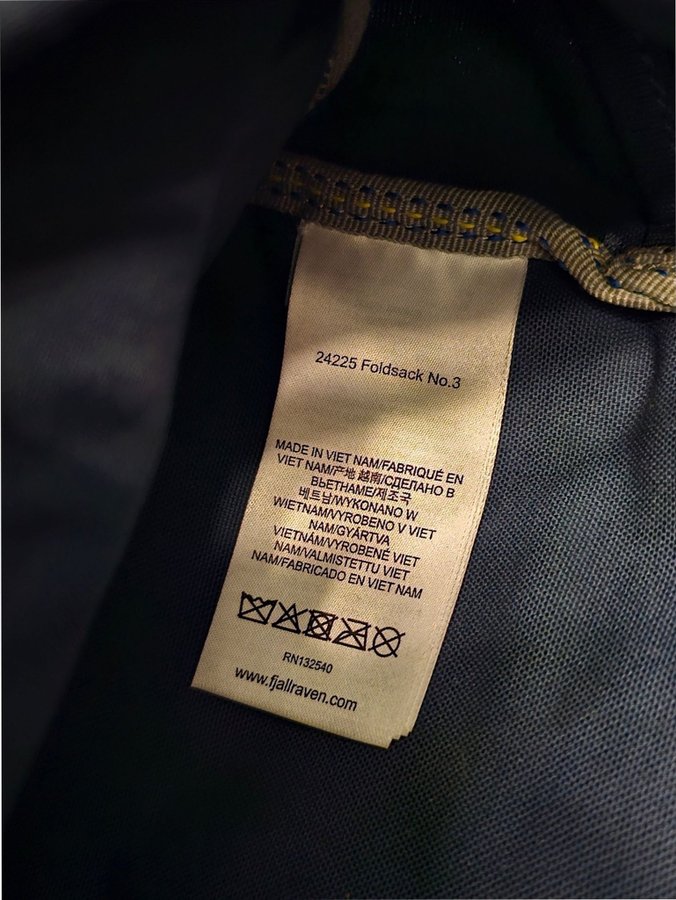 24225 Foldsack No.3
MADE IN VIET NAM/FABRIQUÉ EN
VIET NAM/产地 越南/СДЕЛАНО В
ВЬЕТНАМЕ/제조국
베트남/WYKONANO W
WIETNAM/VYROBENO V VIET
NAM/GYÁRTVA
VIETNÁM/VYROBENÉ VIET
NAM/VALMISTETTU VIET
NAM/FABRICADO EN VIET NAM
RN132540
www.fjallraven.com